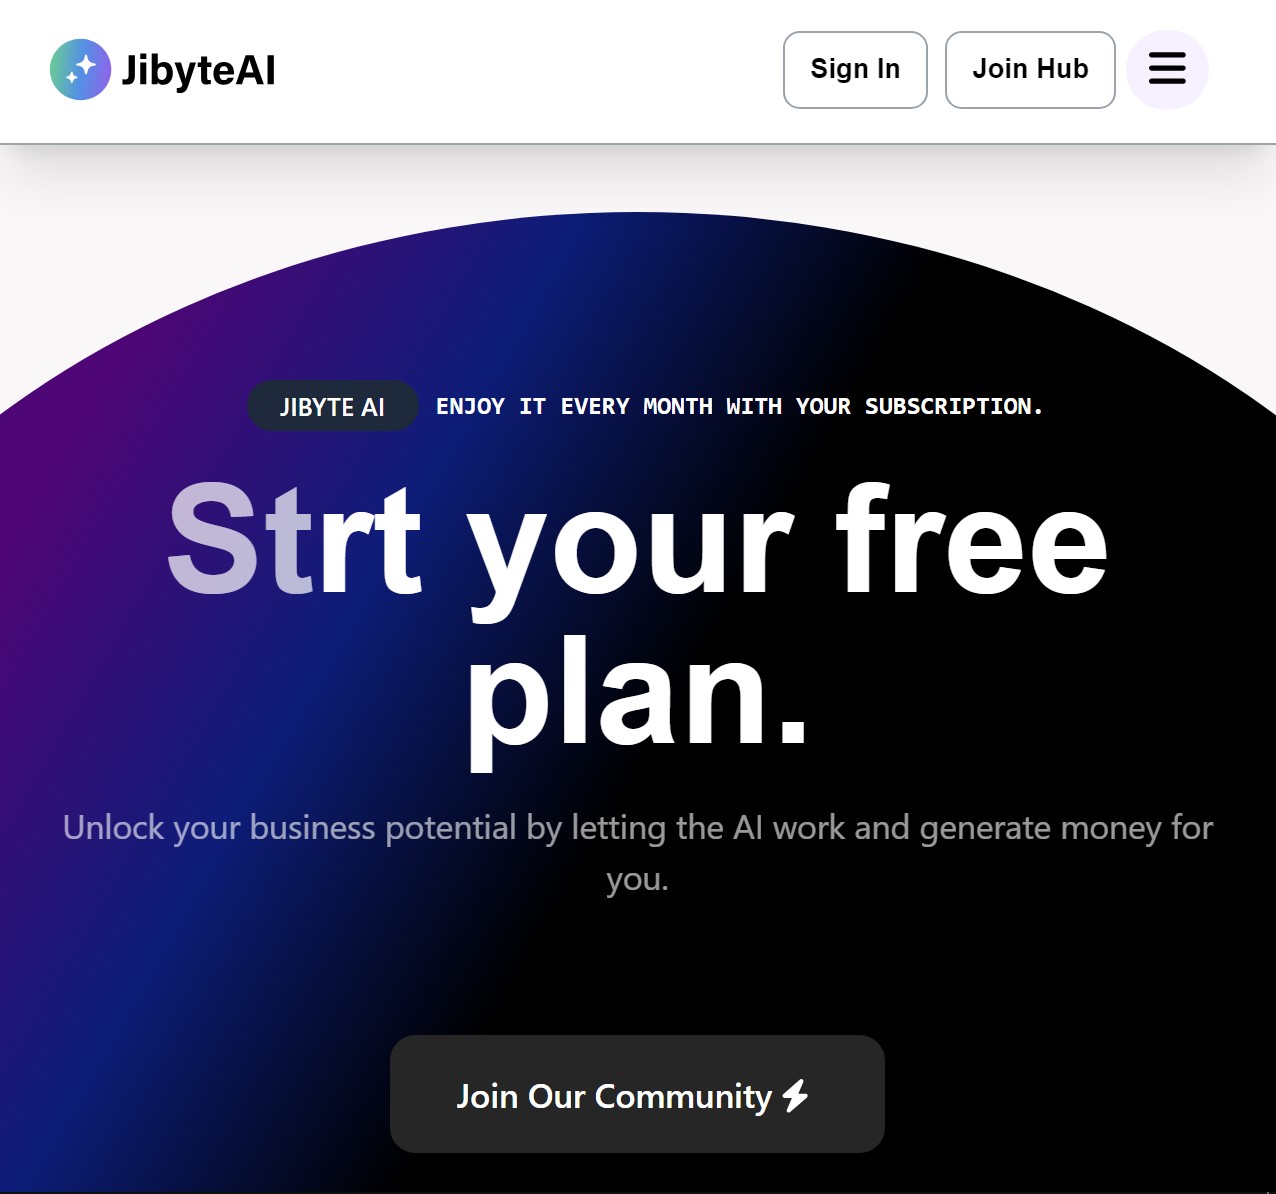 JibyteAI
Sign In
Join Hub
JIBYTE AI
ENJOY IT EVERY MONTH WITH YOUR SUBSCRIPTION.
Strt your free
plan.
Unlock your business potential by letting the AI work and generate money for
you.
Join Our Community